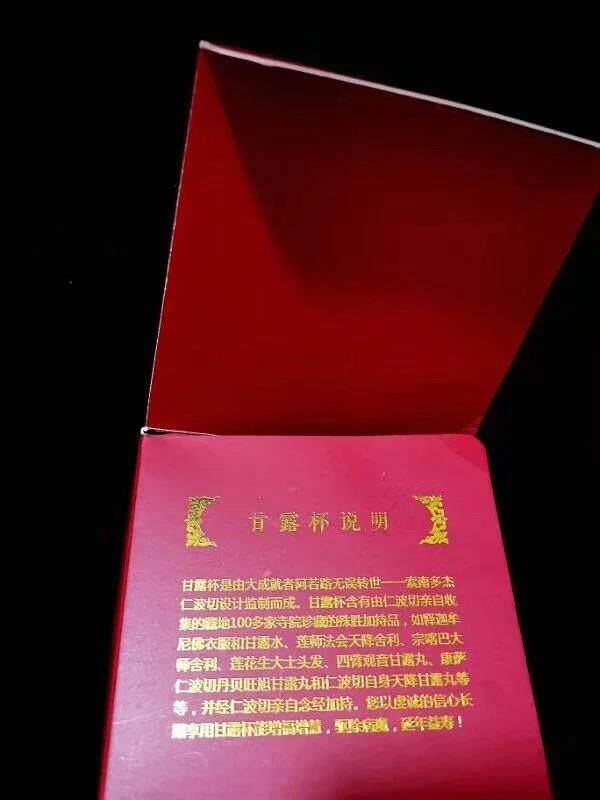 甘露杯说明
甘露杯是由大成就者阿若路无误转世——索南多杰
仁波切设计监制而成。甘露杯含有由仁波切亲自收
集的藏地100多家寺院珍藏的殊胜加持品，如释迦牟
尼佛衣服和甘露水、莲师法会天降舍利、宗喀巴大
师舍利、莲花生大士头发、四臂观音甘露丸、康萨
仁波切丹贝旺旭甘露丸和仁波切自身天降甘露丸等
等，并经仁波切亲自念经加持。您以虔诚的信心长
期享用甘露杯能增福增慧，驱除病魔，延年益寿！